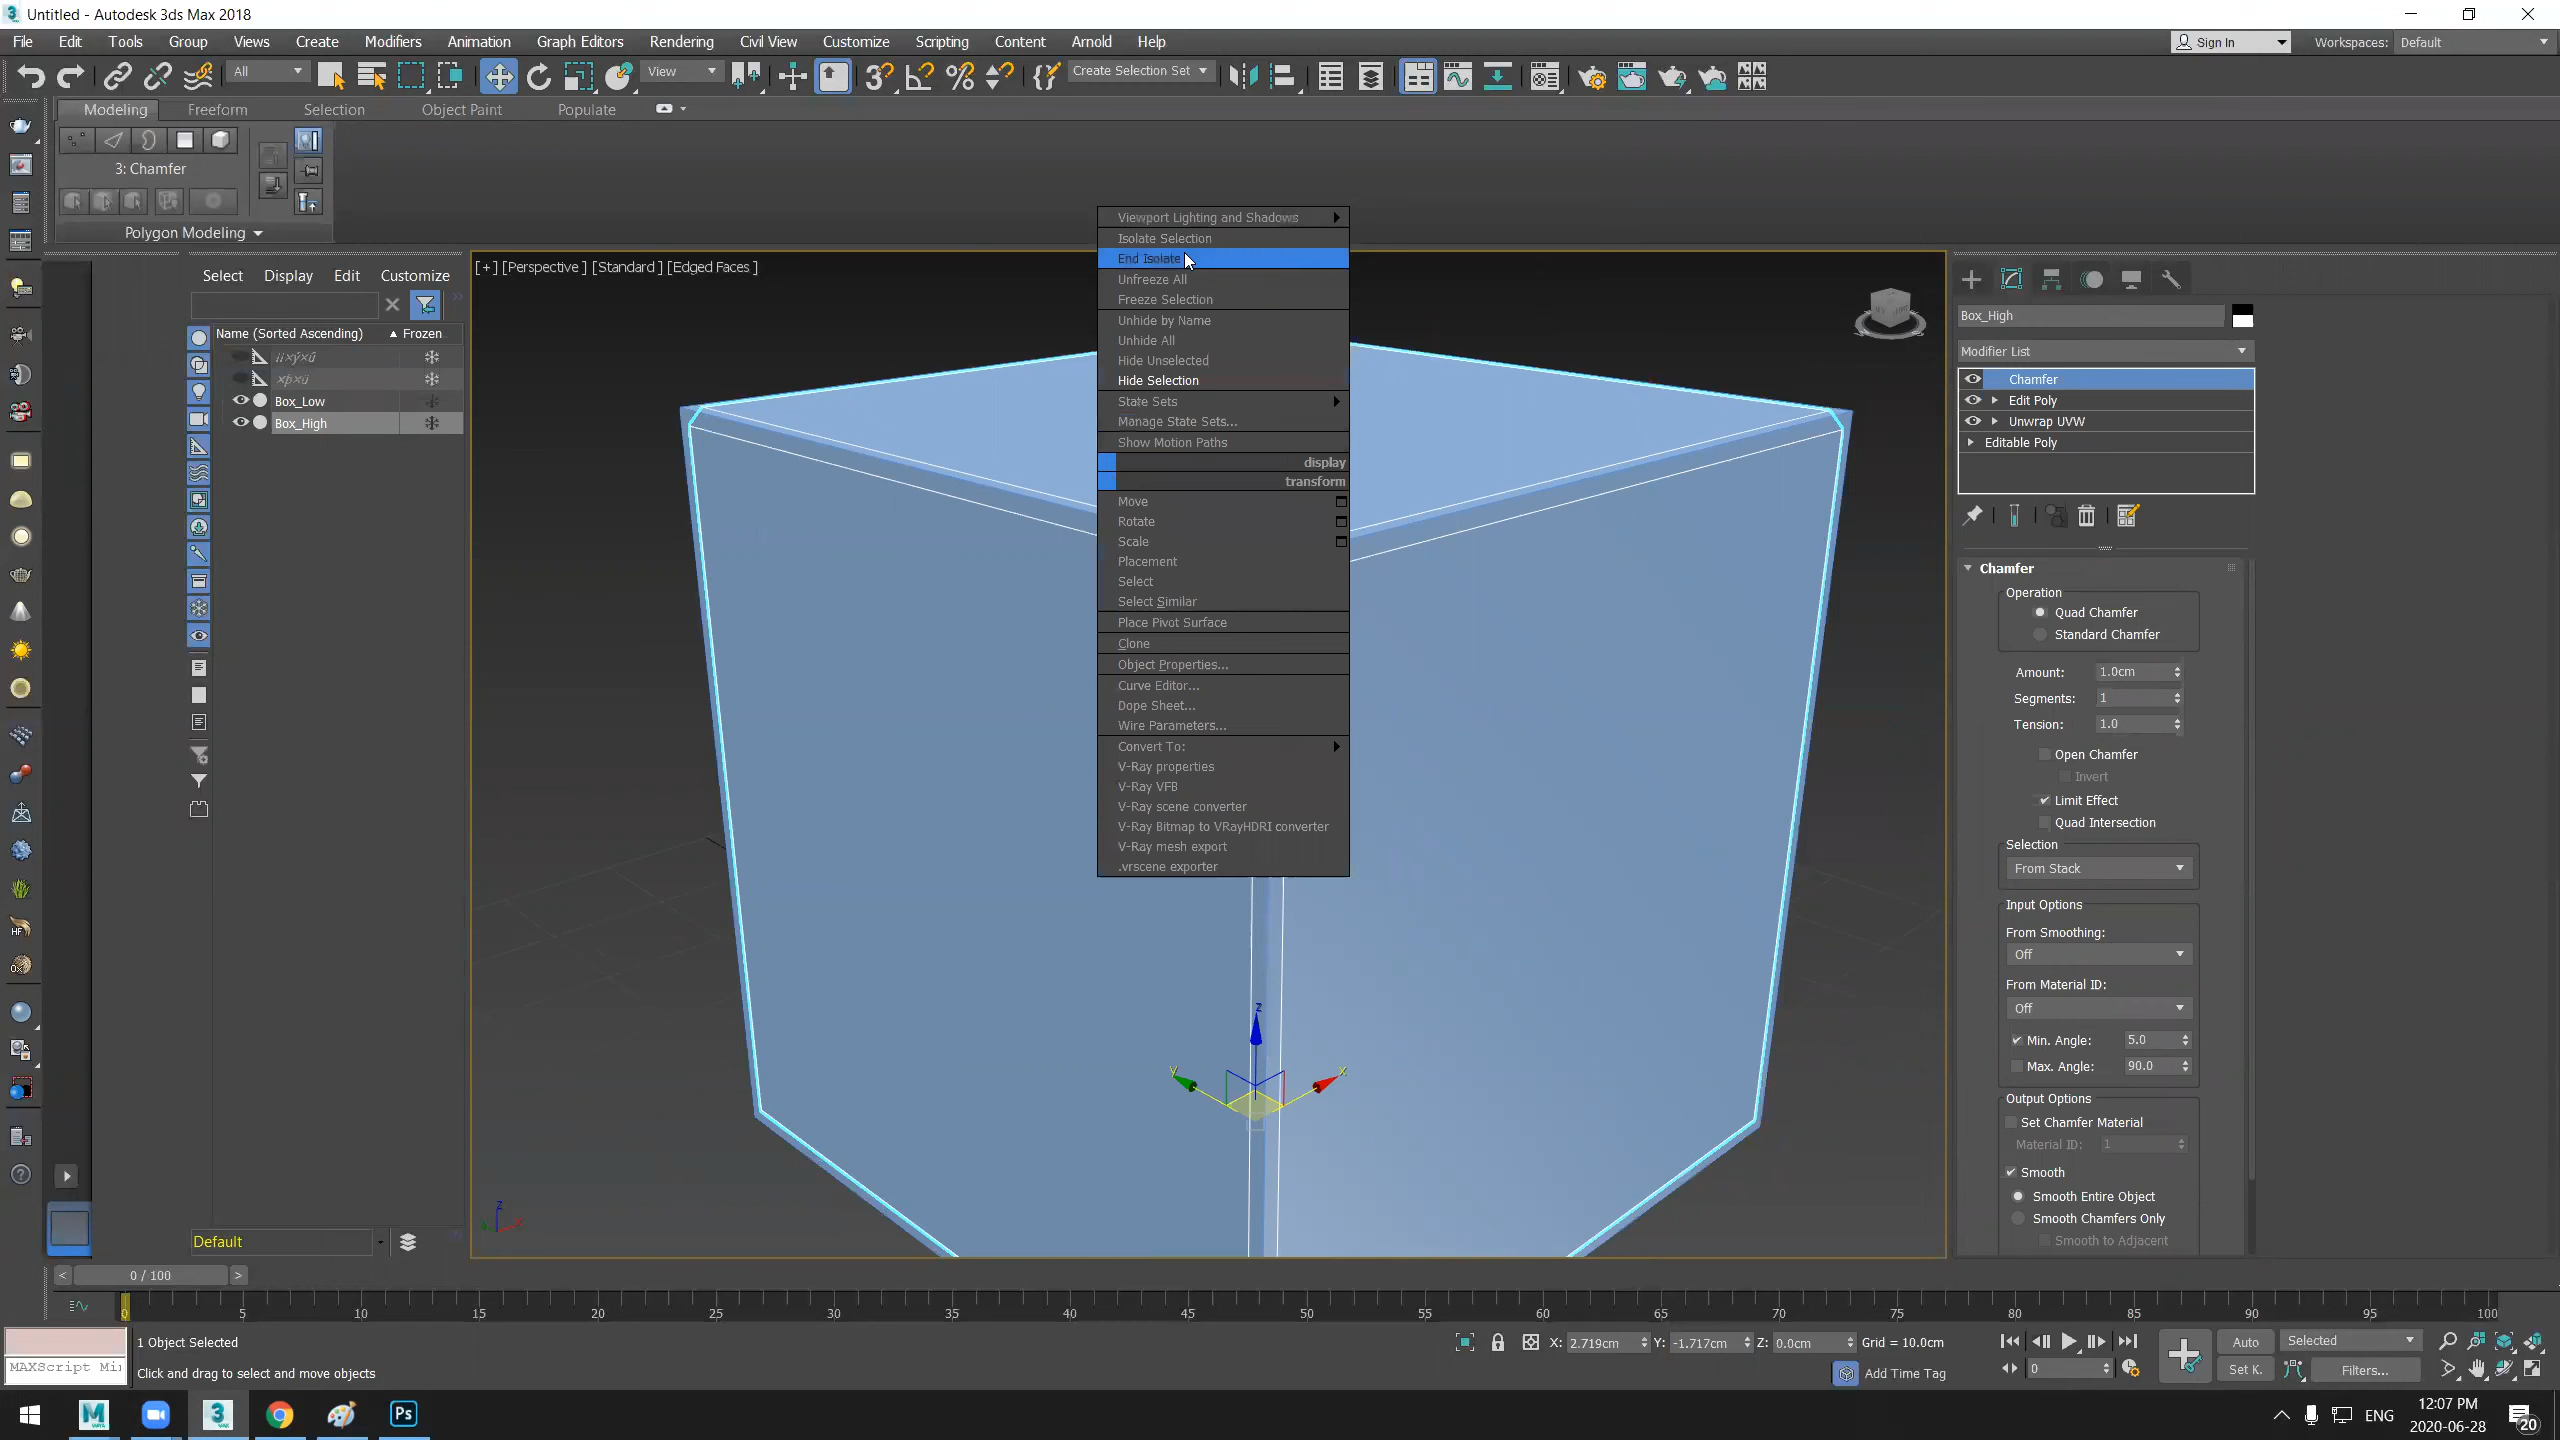 Untitled - Autodesk 3ds Max 2018
File Edit Tools Group Views Create Modifiers Animation Graph Editors Rendering Civil View Customize Scripting Content Arnold Help
Sign In
Workspaces: Default
All
View
Create Selection Set
Modeling Freeform Selection Object Paint Populate
3: Chamfer
Polygon Modeling
Select Display Edit Customize
Name (Sorted Ascending)
Frozen
Box_Low
Box_High
Default
[+] [Perspective] [Standard] [Edged Faces]
Viewport Lighting and Shadows
Isolate Selection
End Isolate
Unfreeze All
Freeze Selection
Unhide by Name
Unhide All
Hide Unselected
Hide Selection
State Sets
Manage State Sets...
Show Motion Paths
display
transform
Move
Rotate
Scale
Placement
Select
Select Similar
Place Pivot Surface
Clone
Object Properties...
Curve Editor...
Dope Sheet...
Wire Parameters...
Convert To:
V-Ray properties
V-Ray VFB
V-Ray scene converter
V-Ray Bitmap to VRayHDRI converter
V-Ray mesh export
.vrscene exporter
z
y
x
z
Box_High
Modifier List
Chamfer
Edit Poly
Unwrap UVW
Editable Poly
Chamfer
Operation
Quad Chamfer
Standard Chamfer
Amount: 1.0cm
Segments: 1
Tension: 1.0
Open Chamfer
Invert
Limit Effect
Quad Intersection
Selection
From Stack
Input Options
From Smoothing:
Off
From Material ID:
Off
Min. Angle: 5.0
Max. Angle: 90.0
Output Options
Set Chamfer Material
Material ID: 1
Smooth
Smooth Entire Object
Smooth Chamfers Only
Smooth to Adjacent
< 0 / 100 >
0 5 10 15 20 25 30 35 40 45 50 55 60 65 70 75 80 85 90 95 100
1 Object Selected
MAXScript Mi
Click and drag to select and move objects
X: 2.719cm Y: -1.717cm Z: 0.0cm Grid = 10.0cm
Add Time Tag
0
Auto
Selected
Set K.
Filters...
ENG
12:07 PM
2020-06-28
20